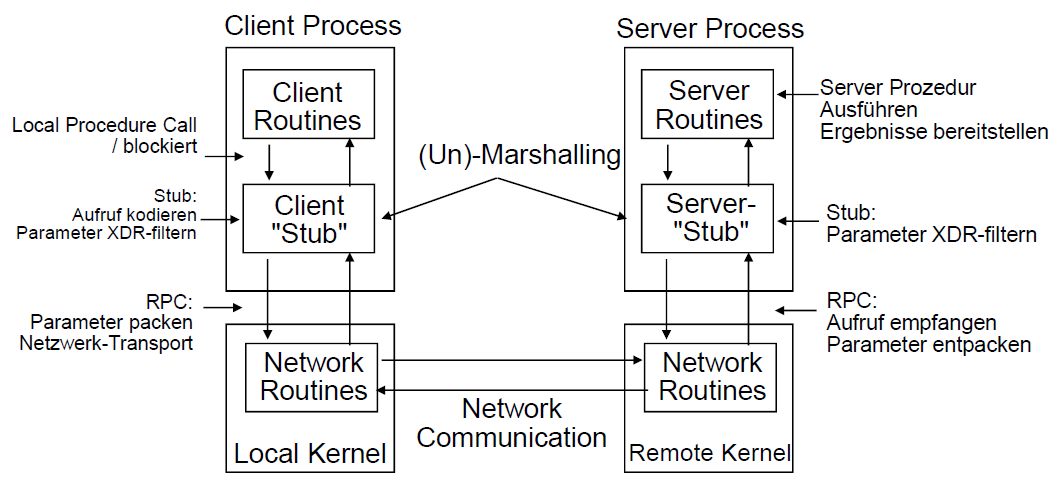 Client Process
Server Process
Client
Routines
Server
Routines
Server Prozedur
Ausführen
Ergebnisse bereitstellen
Local Procedure Call
/ blockiert
(Un)-Marshalling
Stub:
Aufruf kodieren
Parameter XDR-filtern
Client
"Stub"
Server-
"Stub"
Stub:
Parameter XDR-filtern
RPC:
Parameter packen
Netzwerk-Transport
RPC:
Aufruf empfangen
Parameter entpacken
Network
Routines
Network
Routines
Network
Communication
Local Kernel
Remote Kernel